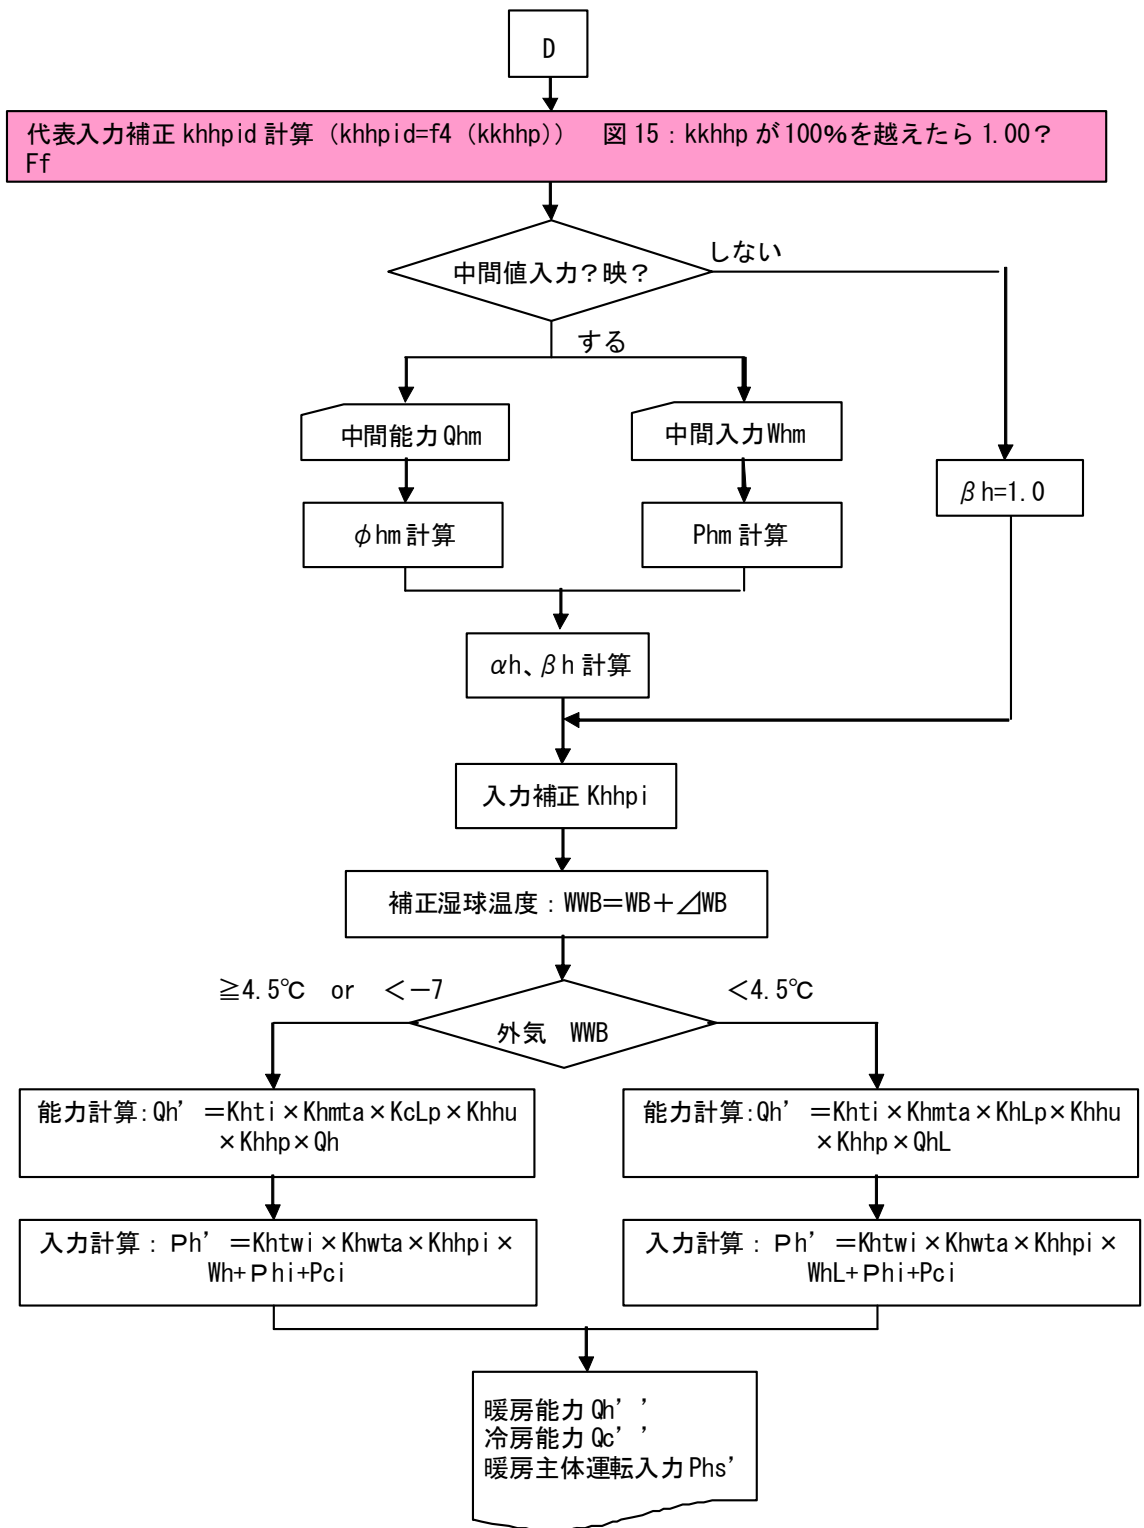 D
代表入力補正 khhpid 計算（khhpid=f4（kkhhp））　図 15：kkhhp が 100%を越えたら 1.00？
Ff
中間値入力？映？
しない
する
中間能力 Qhm
中間入力 Whm
βh=1.0
φhm 計算
Phm 計算
αh、βh 計算
入力補正 Khhpi
補正湿球温度：WWB＝WB＋⊿WB
≧4.5℃　or　＜－7
＜4.5℃
外気　WWB
能力計算:Qh’＝Khti×Khmta×KcLp×Khhu
×Khhp×Qh
能力計算:Qh’＝Khti×Khmta×KhLp×Khhu
×Khhp×QhL
入力計算：Ph’＝Khtwi×Khwta×Khhpi×
Wh+Phi+Pci
入力計算：Ph’＝Khtwi×Khwta×Khhpi×
WhL+Phi+Pci
暖房能力 Qh’’
冷房能力 Qc’’
暖房主体運転入力 Phs’